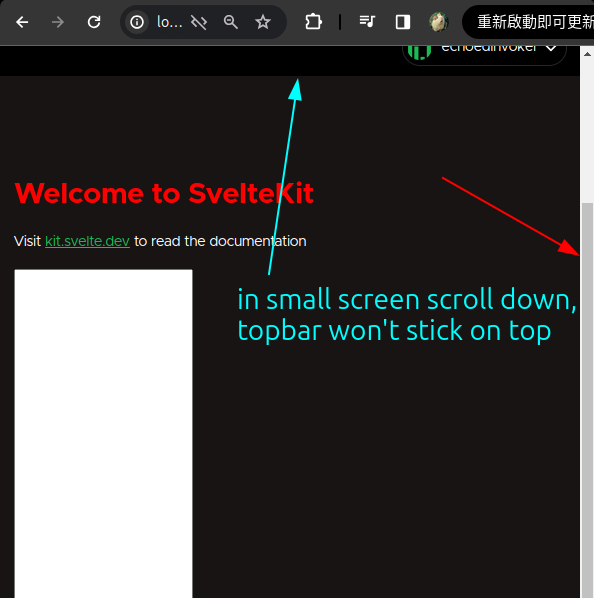 lo...
重新啟動即可更新
echoedinvoker
Welcome to SvelteKit
Visit kit.svelte.dev to read the documentation
in small screen scroll down,
topbar won't stick on top